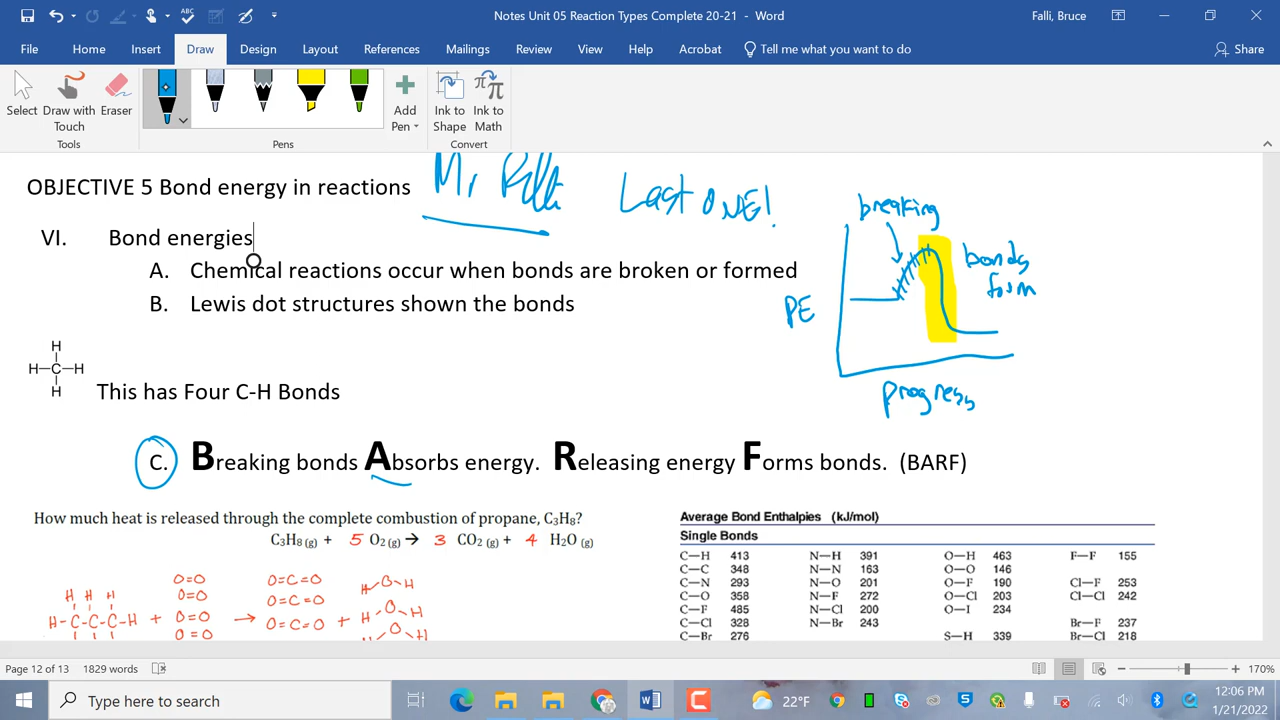 Notes Unit 05 Reaction Types Complete 20-21 - Word
Falli, Bruce
File Home Insert Draw Design Layout References Mailings Review View Help Acrobat Tell me what you want to do Share
Select Draw with Touch Eraser Add Pen Ink to Shape Ink to Math
Tools Pens Convert
OBJECTIVE 5 Bond energy in reactions
Mr
Last ONE!
VI. Bond energies
A. Chemical reactions occur when bonds are broken or formed
B. Lewis dot structures shown the bonds
breaking
bonds
form
PE
progress
H
H-C-H
H
This has Four C-H Bonds
C. Breaking bonds Absorbs energy. Releasing energy Forms bonds. (BARF)
How much heat is released through the complete combustion of propane, C3H8?
C3H8 (g) + 5 O2 (g) → 3 CO2 (g) + 4 H2O (g)
H H H
H-C-C-C-H +
O=O
O=O
O=O
O=O
→
O=C=O
O=C=O
O=C=O
+
H O H
H O H
H O H
Average Bond Enthalpies (kJ/mol)
Single Bonds
C—H 413 N—H 391 O—H 463 F—F 155
C—C 348 N—N 163 O—O 146
C—N 293 N—O 201 O—F 190 Cl—F 253
C—O 358 N—F 272 O—Cl 203 Cl—Cl 242
C—F 485 N—Cl 200 O—I 234
C—Cl 328 N—Br 243 Br—F 237
C—Br 276 S—H 339 Br—Cl 218
Page 12 of 13 1829 words 170%
Type here to search
22°F
12:06 PM
1/21/2022